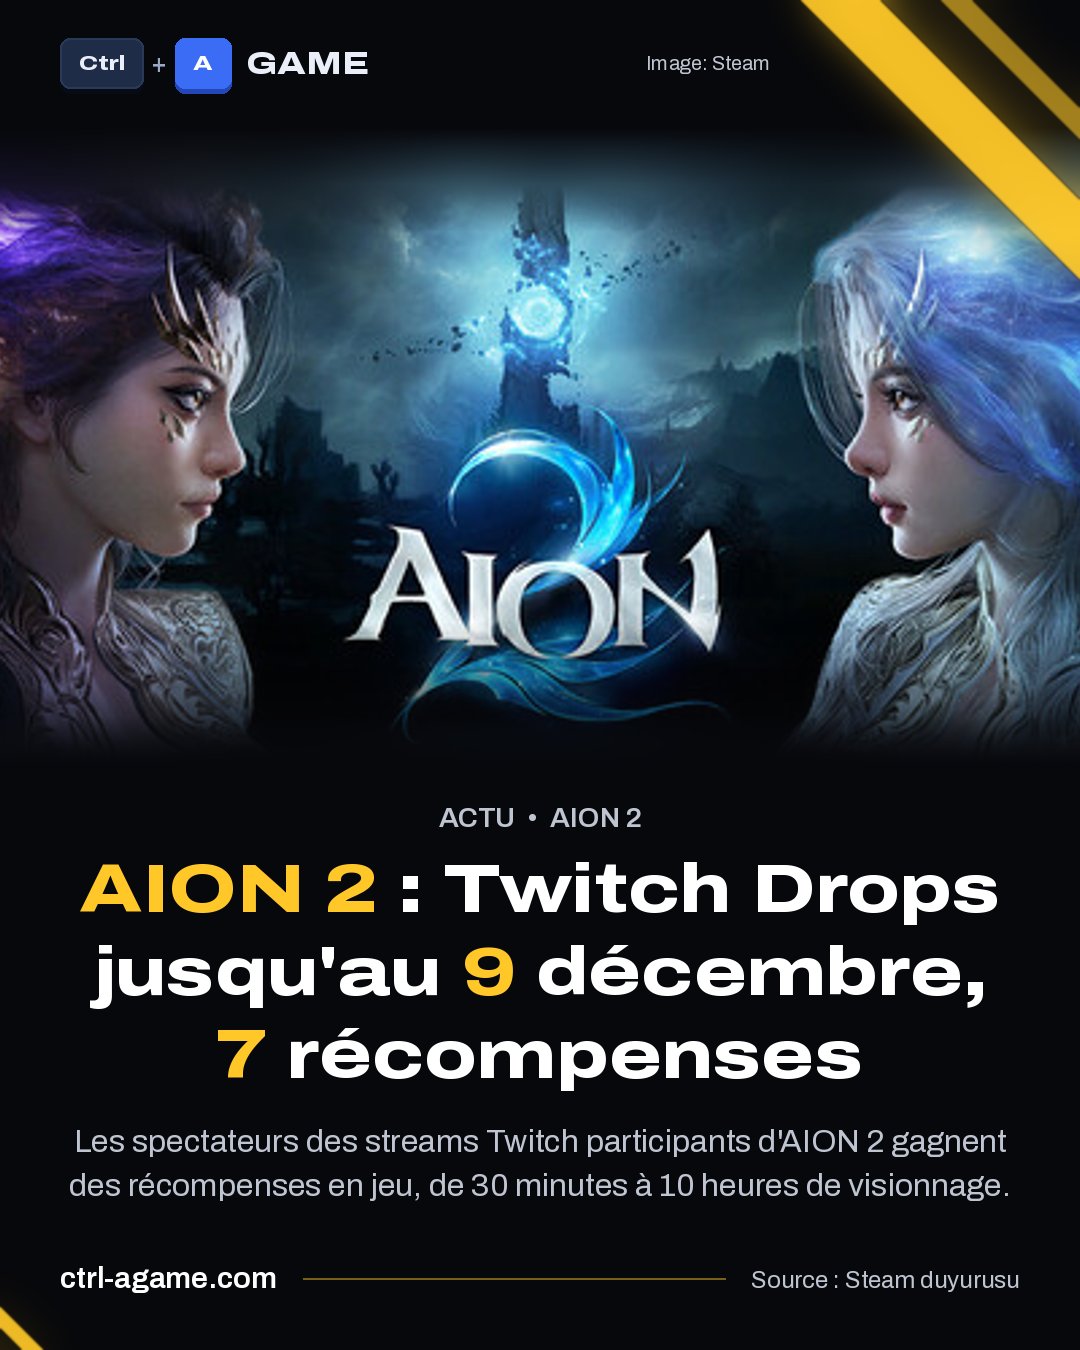 Ctrl + A GAME
Image: Steam
AION 2
ACTU • AION 2
AION 2 : Twitch Drops
jusqu'au 9 décembre,
7 récompenses
Les spectateurs des streams Twitch participants d'AION 2 gagnent
des récompenses en jeu, de 30 minutes à 10 heures de visionnage.
ctrl-agame.com
Source : Steam duyurusu